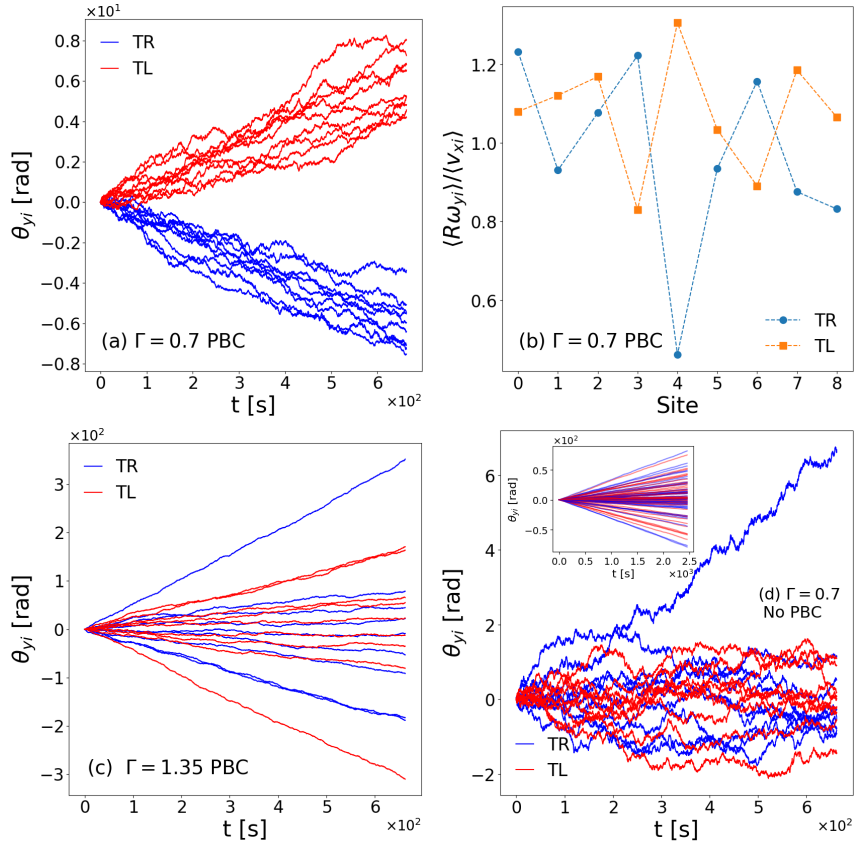 ×10¹
TR
TL
0.8
0.6
0.4
0.2
0.0
−0.2
−0.4
−0.6
−0.8
θyi [rad]
(a) Γ = 0.7 PBC
0 1 2 3 4 5 6
t [s]
×10²
1.2
1.0
0.8
0.6
⟨Rωyi⟩/⟨vxi⟩
(b) Γ = 0.7 PBC
TR
TL
0 1 2 3 4 5 6 7 8
Site
×10²
TR
TL
3
2
1
0
−1
−2
−3
θyi [rad]
(c) Γ = 1.35 PBC
0 1 2 3 4 5 6
t [s]
×10²
6
4
2
0
−2
θyi [rad]
×10²
0.5
0.0
−0.5
θyi [rad]
0.0 0.5 1.0 1.5 2.0 2.5
t [s]
×10³
(d) Γ = 0.7
No PBC
TR
TL
0 1 2 3 4 5 6
t [s]
×10²